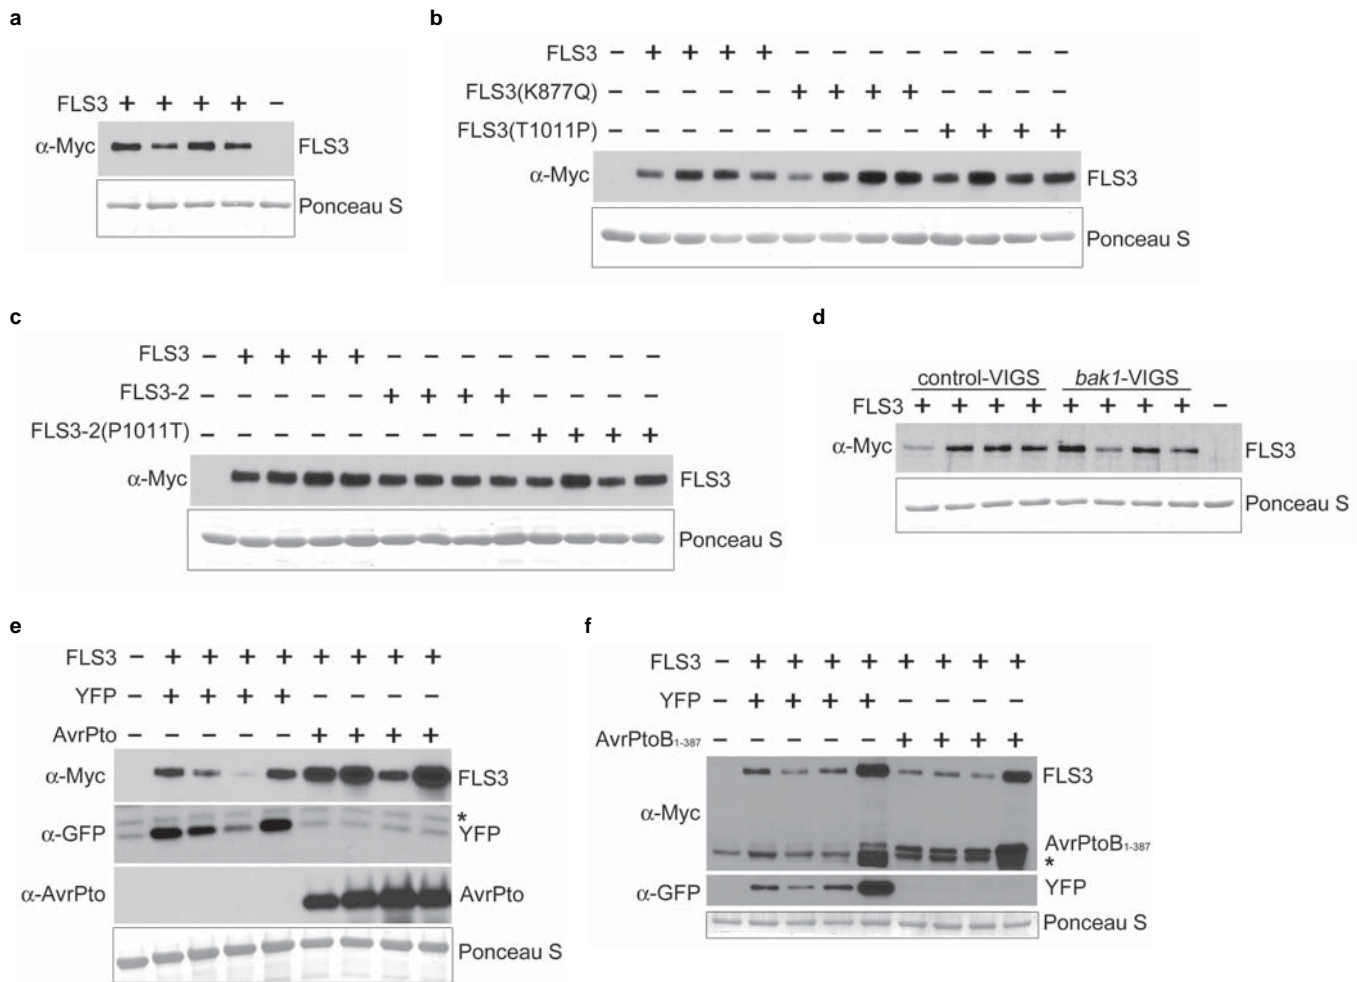 a
FLS3 + + + + −
α-Myc FLS3
Ponceau S
b
FLS3 − + + + + − − − − − − − −
FLS3(K877Q) − − − − − + + + + − − − −
FLS3(T1011P) − − − − − − − − − + + + +
α-Myc FLS3
Ponceau S
c
FLS3 − + + + + − − − − − − − −
FLS3-2 − − − − − + + + + − − − −
FLS3-2(P1011T) − − − − − − − − − + + + +
α-Myc FLS3
Ponceau S
d
control-VIGS bak1-VIGS
FLS3 + + + + + + + + −
α-Myc FLS3
Ponceau S
e
FLS3 − + + + + + + + +
YFP − + + + + − − − −
AvrPto − − − − − + + + +
α-Myc FLS3
*
α-GFP YFP
α-AvrPto AvrPto
Ponceau S
f
FLS3 − + + + + + + + +
YFP − + + + + − − − −
AvrPtoB1-387 − − − − − + + + +
FLS3
α-Myc
AvrPtoB1-387
*
α-GFP YFP
Ponceau S